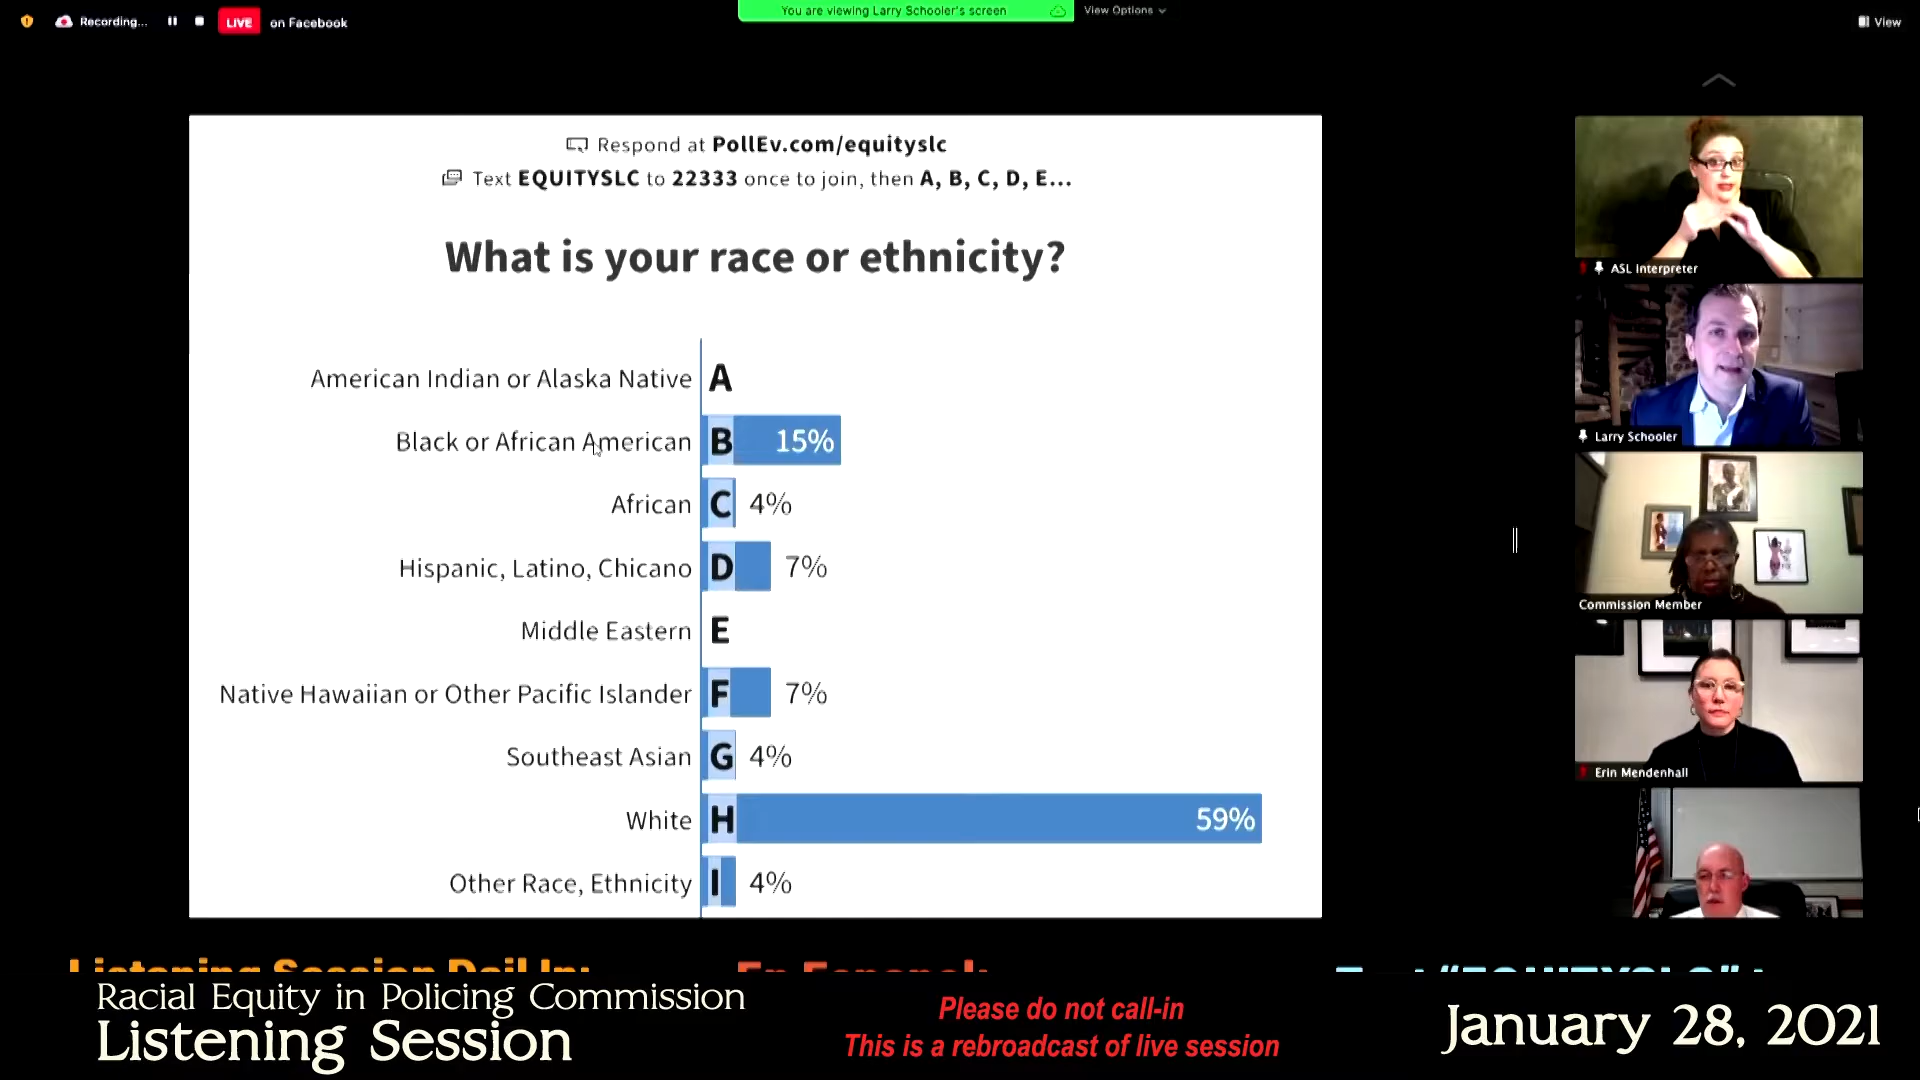 Recording...
LIVE on Facebook
You are viewing Larry Schooler's screen
View Options
View
Respond at PollEv.com/equityslc
Text EQUITYSLC to 22333 once to join, then A, B, C, D, E...
What is your race or ethnicity?
American Indian or Alaska Native A
Black or African American B 15%
African C 4%
Hispanic, Latino, Chicano D 7%
Middle Eastern E
Native Hawaiian or Other Pacific Islander F 7%
Southeast Asian G 4%
White H 59%
Other Race, Ethnicity I 4%
ASL Interpreter
Larry Schooler
Commission Member
Erin Mendenhall
Racial Equity in Policing Commission
Listening Session
Please do not call-in
This is a rebroadcast of live session
January 28, 2021